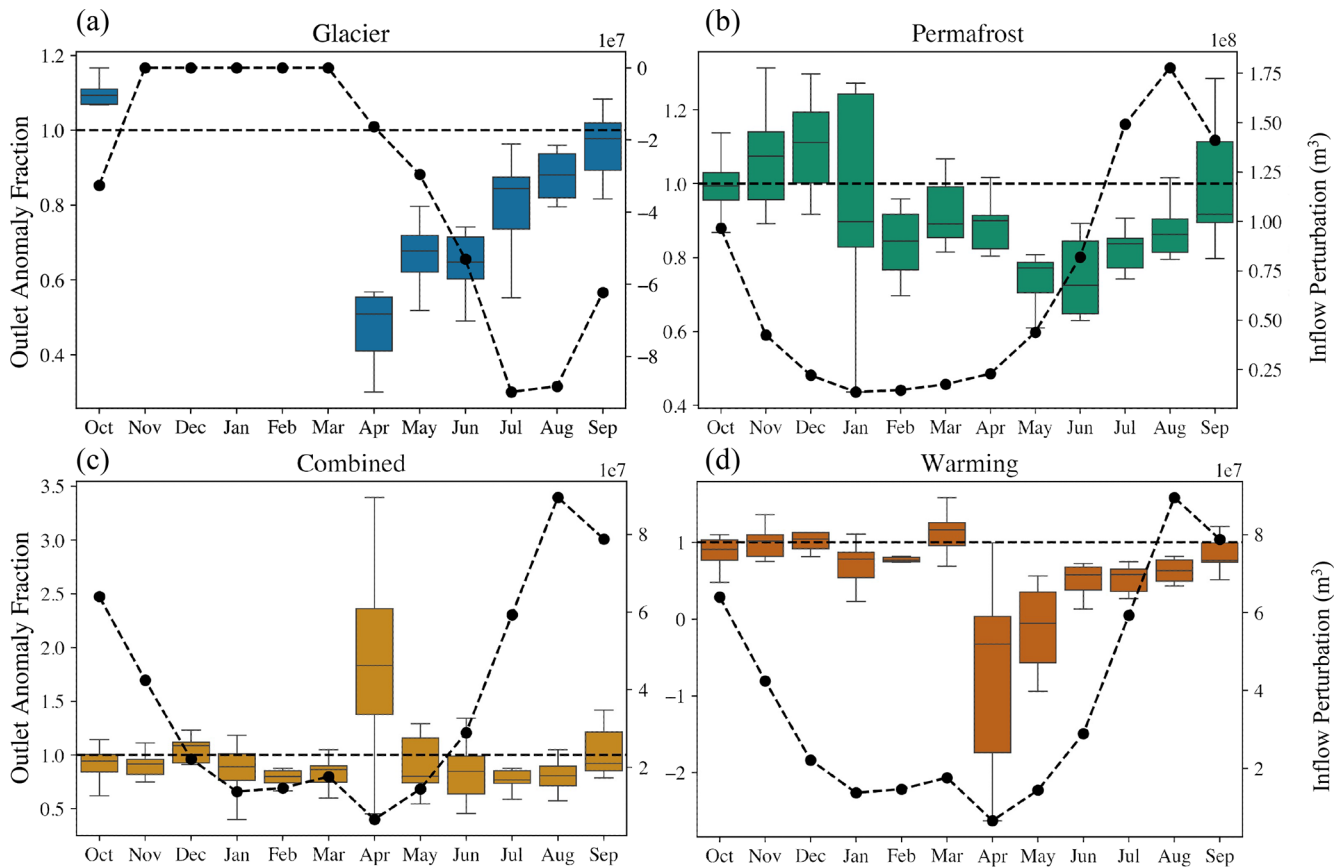 (a)
Glacier
1e7
Outlet Anomaly Fraction
1.2
1.0
0.8
0.6
0.4
0
−2
−4
−6
−8
Oct Nov Dec Jan Feb Mar Apr May Jun Jul Aug Sep
(b)
Permafrost
1e8
1.2
1.0
0.8
0.6
0.4
1.75
1.50
1.25
1.00
0.75
0.50
0.25
Inflow Perturbation (m³)
Oct Nov Dec Jan Feb Mar Apr May Jun Jul Aug Sep
(c)
Combined
1e7
Outlet Anomaly Fraction
3.5
3.0
2.5
2.0
1.5
1.0
0.5
8
6
4
2
Oct Nov Dec Jan Feb Mar Apr May Jun Jul Aug Sep
(d)
Warming
1e7
1
0
−1
−2
8
6
4
2
Inflow Perturbation (m³)
Oct Nov Dec Jan Feb Mar Apr May Jun Jul Aug Sep